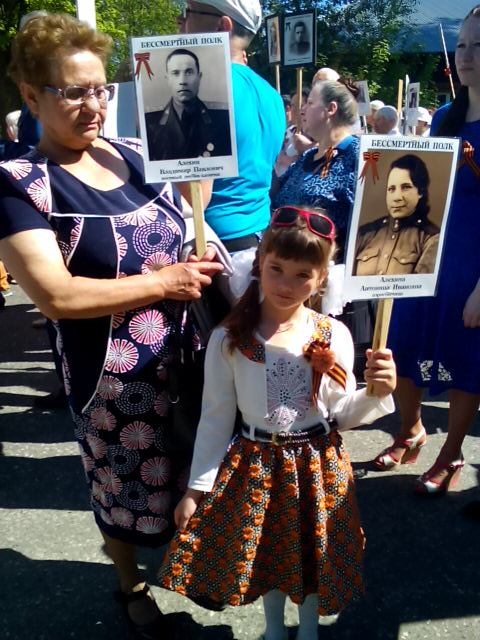 БЕССМЕРТНЫЙ ПОЛК
Алехин
Владимир Павлович
БЕССМЕРТНЫЙ ПОЛК
Алехина
Антонина Ивановна